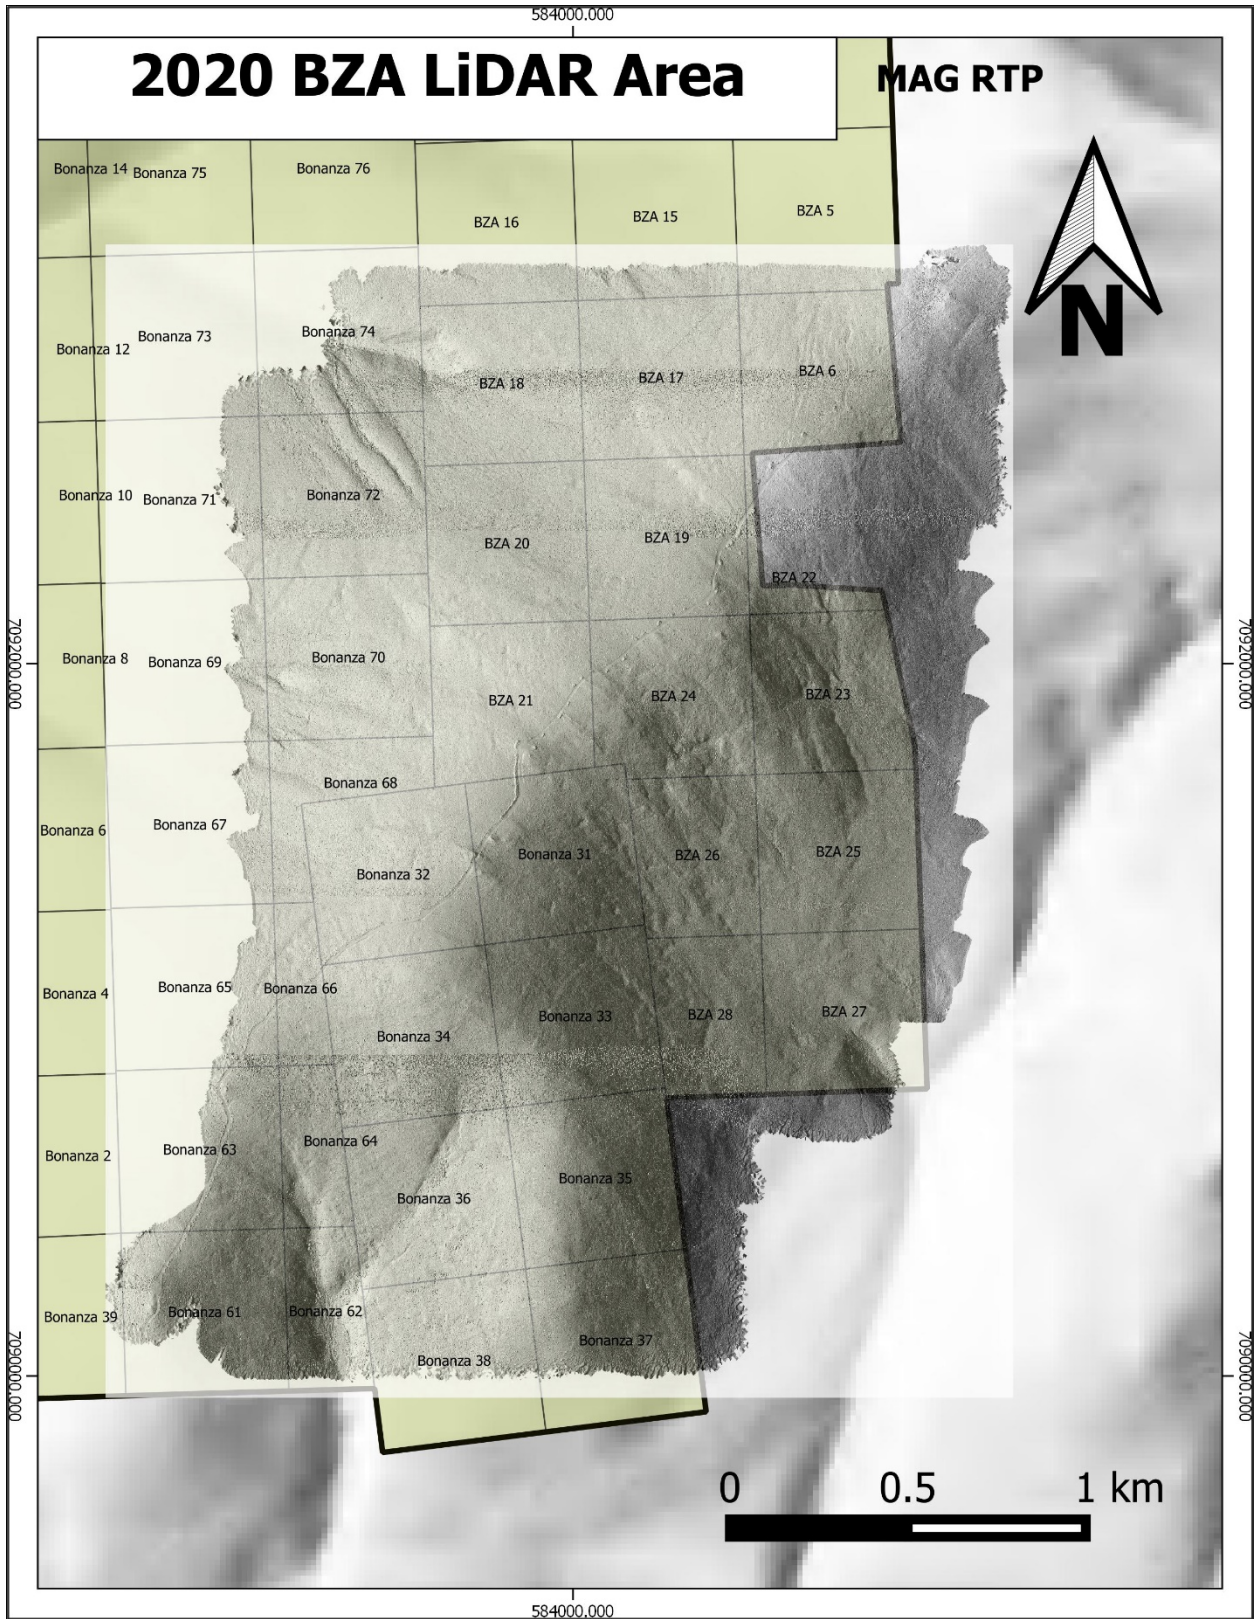 584000.000
2020 BZA LiDAR Area
MAG RTP
Bonanza 14
Bonanza 75
Bonanza 76
BZA 16
BZA 15
BZA 5
N
Bonanza 12
Bonanza 73
Bonanza 74
BZA 18
BZA 17
BZA 6
Bonanza 10
Bonanza 71
Bonanza 72
BZA 20
BZA 19
BZA 22
7092000.000
7092000.000
Bonanza 8
Bonanza 69
Bonanza 70
BZA 21
BZA 24
BZA 23
Bonanza 68
Bonanza 6
Bonanza 67
Bonanza 32
Bonanza 31
BZA 26
BZA 25
Bonanza 4
Bonanza 65
Bonanza 66
Bonanza 34
Bonanza 33
BZA 28
BZA 27
Bonanza 2
Bonanza 63
Bonanza 64
Bonanza 36
Bonanza 35
Bonanza 39
Bonanza 61
Bonanza 62
Bonanza 38
Bonanza 37
7090000.000
7090000.000
0 0.5 1 km
584000.000